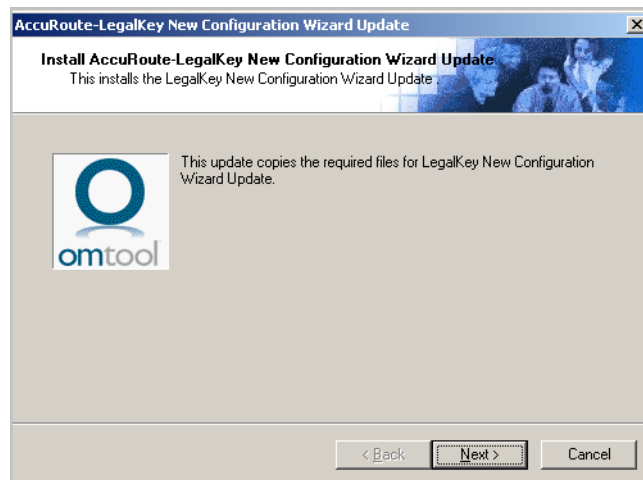 AccuRoute-LegalKey New Configuration Wizard Update
Install AccuRoute-LegalKey New Configuration Wizard Update
This installs the LegalKey New Configuration Wizard Update .
This update copies the required files for LegalKey New Configuration
Wizard Update.
omtool
< Back
Next >
Cancel